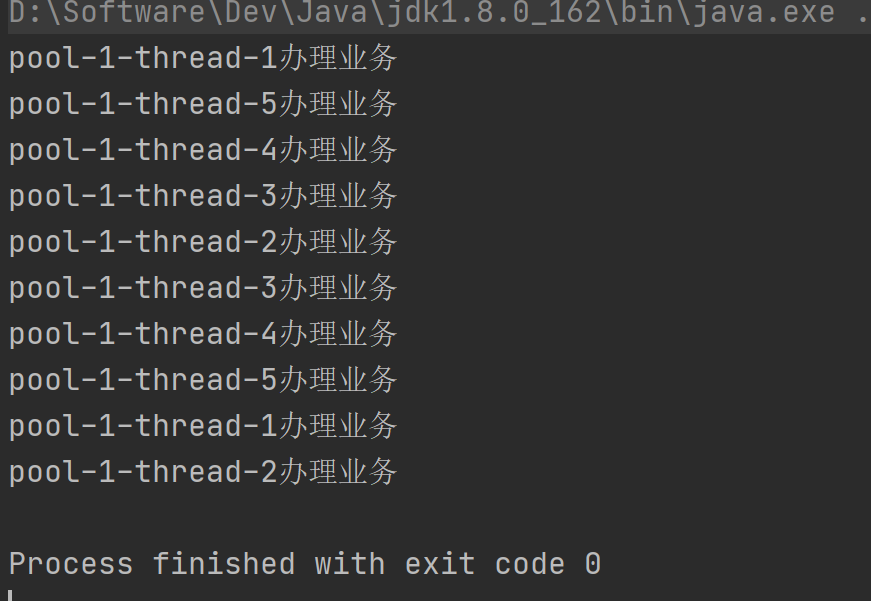 D:\Software\Dev\Java\jdk1.8.0_162\bin\java.exe .
pool-1-thread-1办理业务
pool-1-thread-5办理业务
pool-1-thread-4办理业务
pool-1-thread-3办理业务
pool-1-thread-2办理业务
pool-1-thread-3办理业务
pool-1-thread-4办理业务
pool-1-thread-5办理业务
pool-1-thread-1办理业务
pool-1-thread-2办理业务
Process finished with exit code 0